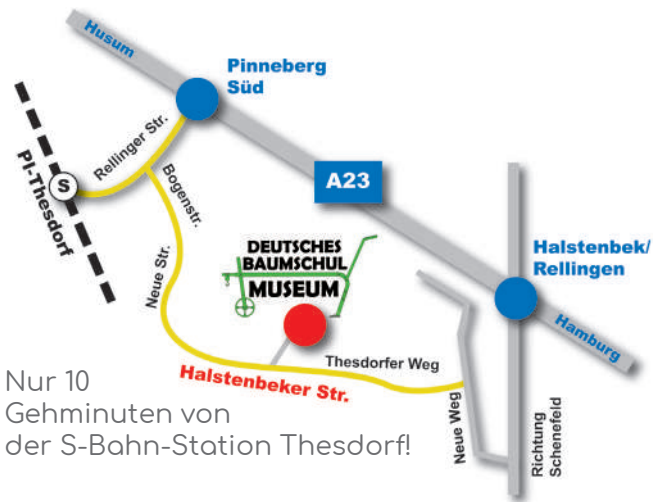 Husum
Pinneberg
Süd
Rellinger Str.
S
PI-Thesdorf
Bogenstr.
A23
DEUTSCHES
BAUMSCHUL
MUSEUM
Halstenbek/
Rellingen
Neue Str.
Hamburg
Thesdorfer Weg
Halstenbeker Str.
Neue Weg
Richtung
Schenefeld
Nur 10
Gehminuten von
der S-Bahn-Station Thesdorf!